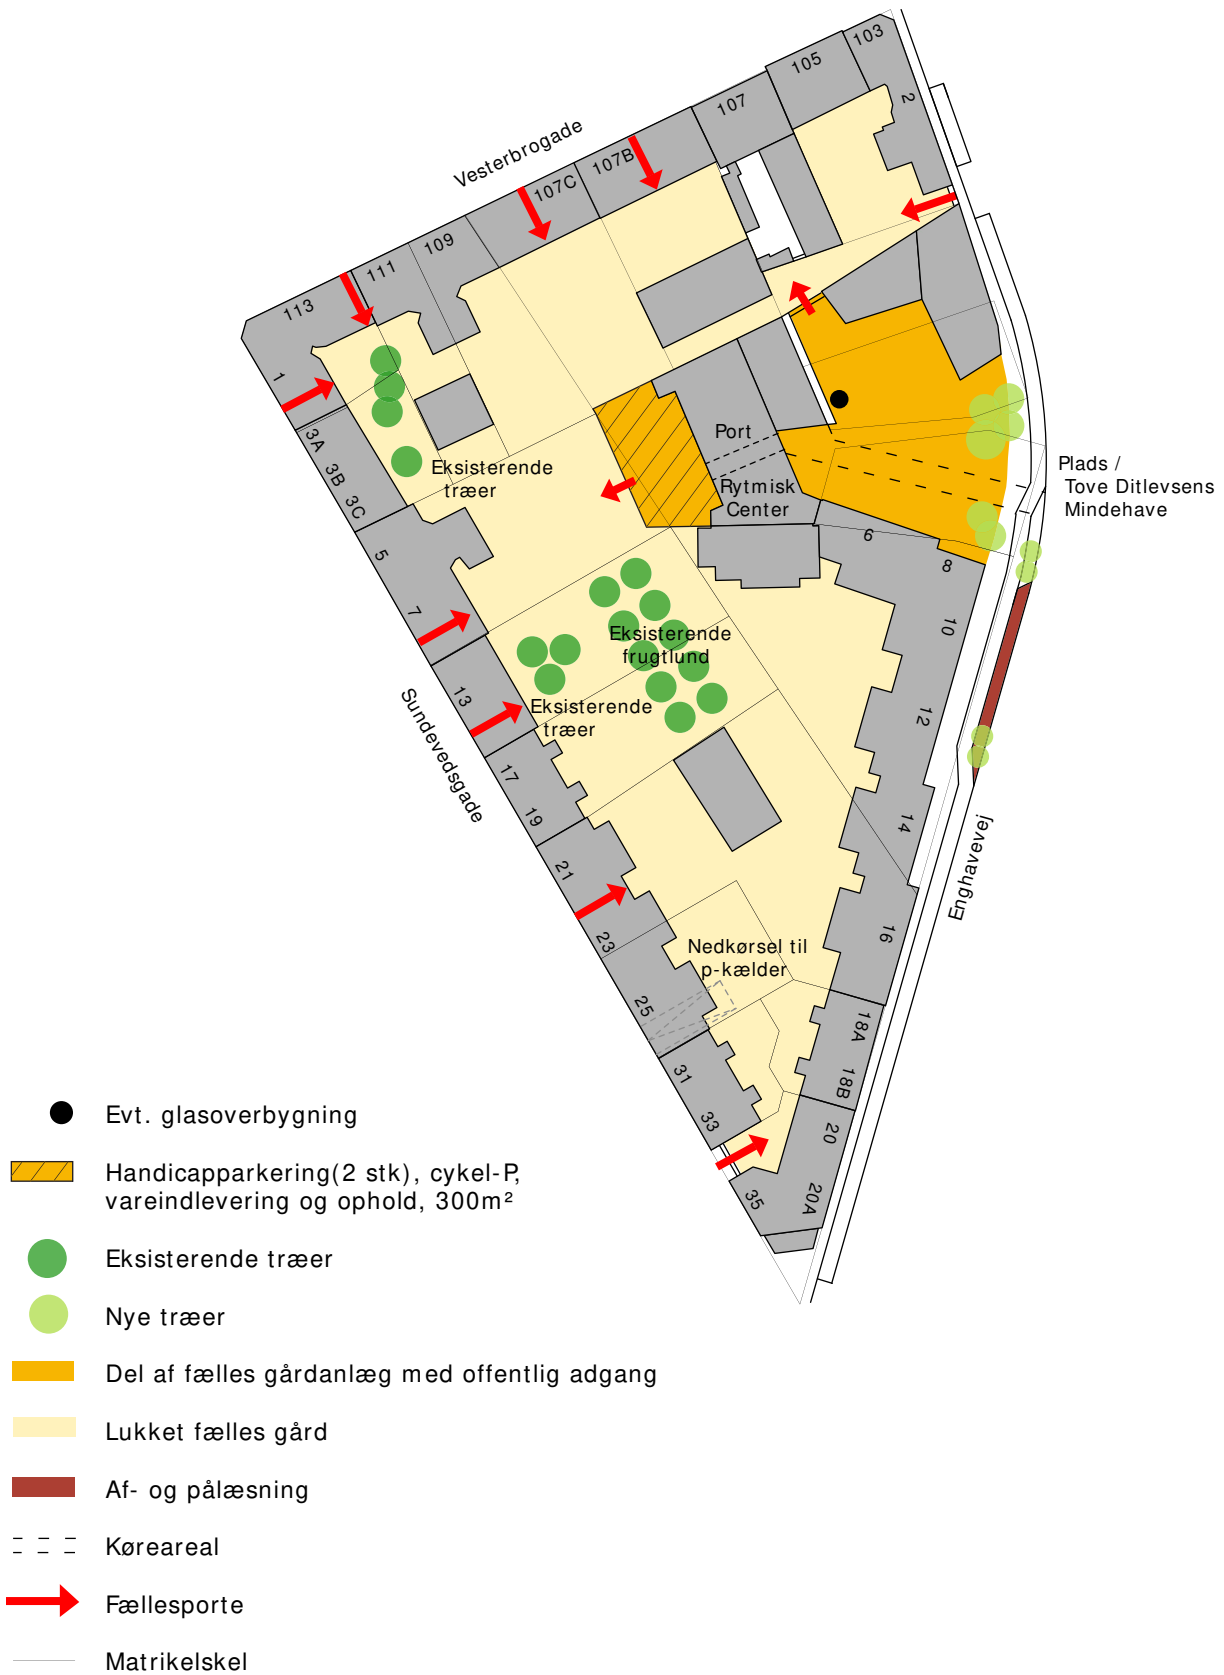 103
105
2
107
Vesterbrogade
107B
107C
109
111
113
1
3A
3B
3C
Eksisterende
træer
Port
Rytmisk
Center
Plads /
Tove Ditlevsens
Mindehave
5
6
8
7
10
Eksisterende
frugtlund
13
Eksisterende
træer
12
Sundevedsgade
17
19
14
21
Enghavevej
23
16
Nedkørsel til
p-kælder
25
18A
31
18B
33
20
35
20A
Evt. glasoverbygning
Handicapparkering(2 stk), cykel-P,
vareindlevering og ophold, 300m²
Eksisterende træer
Nye træer
Del af fælles gårdanlæg med offentlig adgang
Lukket fælles gård
Af- og pålæsning
Køreareal
Fællesporte
Matrikelskel